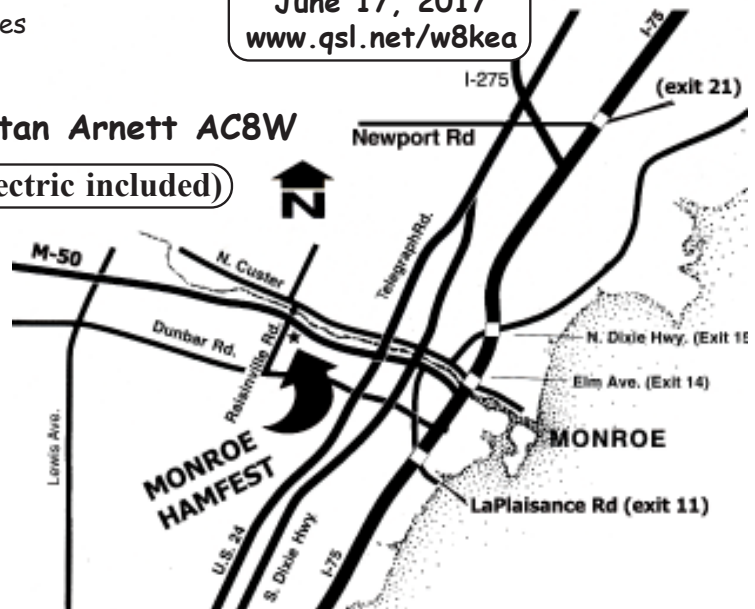 June 17, 2017
es
www.qsl.net/w8kea
I-75
I-275
(exit 21)
tan Arnett AC8W
Newport Rd
ectric included)
N
M-50
N. Custer
TelegraphRd.
Dunbar Rd.
Raisinville Rd.
N. Dixie Hwy. (Exit 15
Elm Ave. (Exit 14)
Lewis Ave.
MONROE
HAMFEST
MONROE
LaPlaisance Rd (exit 11)
U.S. 24
S. Dixie Hwy.
I-75